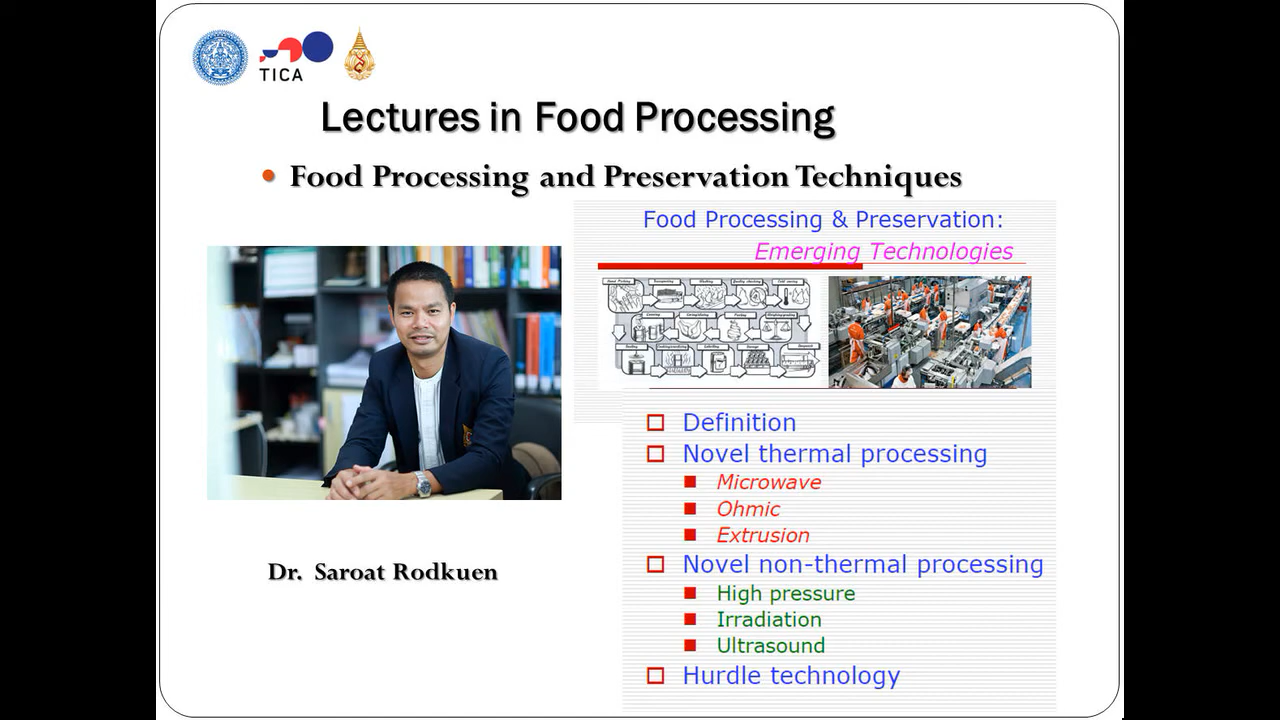 TICA
Lectures in Food Processing
• Food Processing and Preservation Techniques
Food Processing & Preservation:
Emerging Technologies
Definition
Novel thermal processing
Microwave
Ohmic
Extrusion
Novel non-thermal processing
High pressure
Irradiation
Ultrasound
Hurdle technology
Dr. Saroat Rodkuen